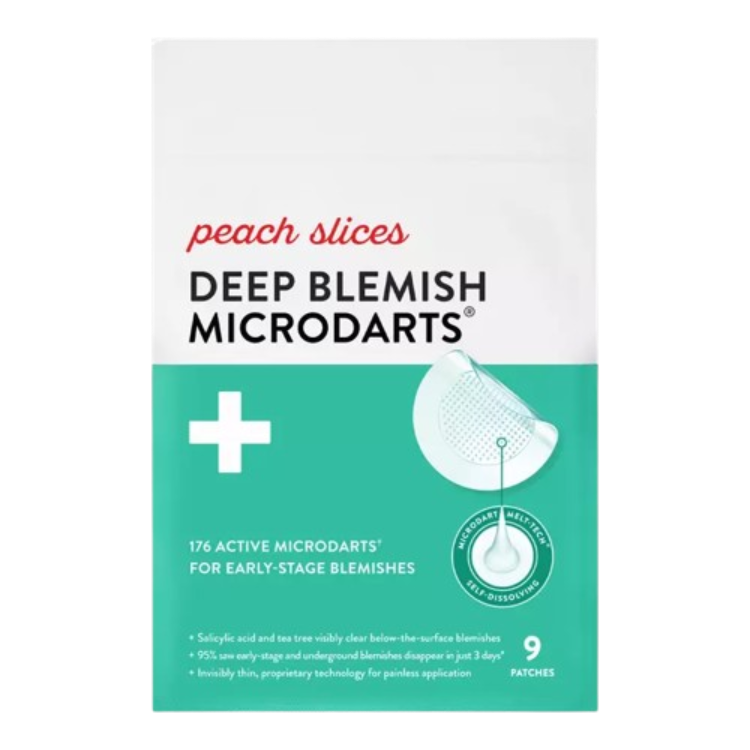 peach slices
DEEP BLEMISH
MICRODARTS®
MICRODART MELT-TECH™
SELF-DISSOLVING
176 ACTIVE MICRODARTS†
FOR EARLY-STAGE BLEMISHES
+ Salicylic acid and tea tree visibly clear below-the-surface blemishes
+ 95% saw early-stage and underground blemishes disappear in just 3 days*
+ Invisibly thin, proprietary technology for painless application
9
PATCHES